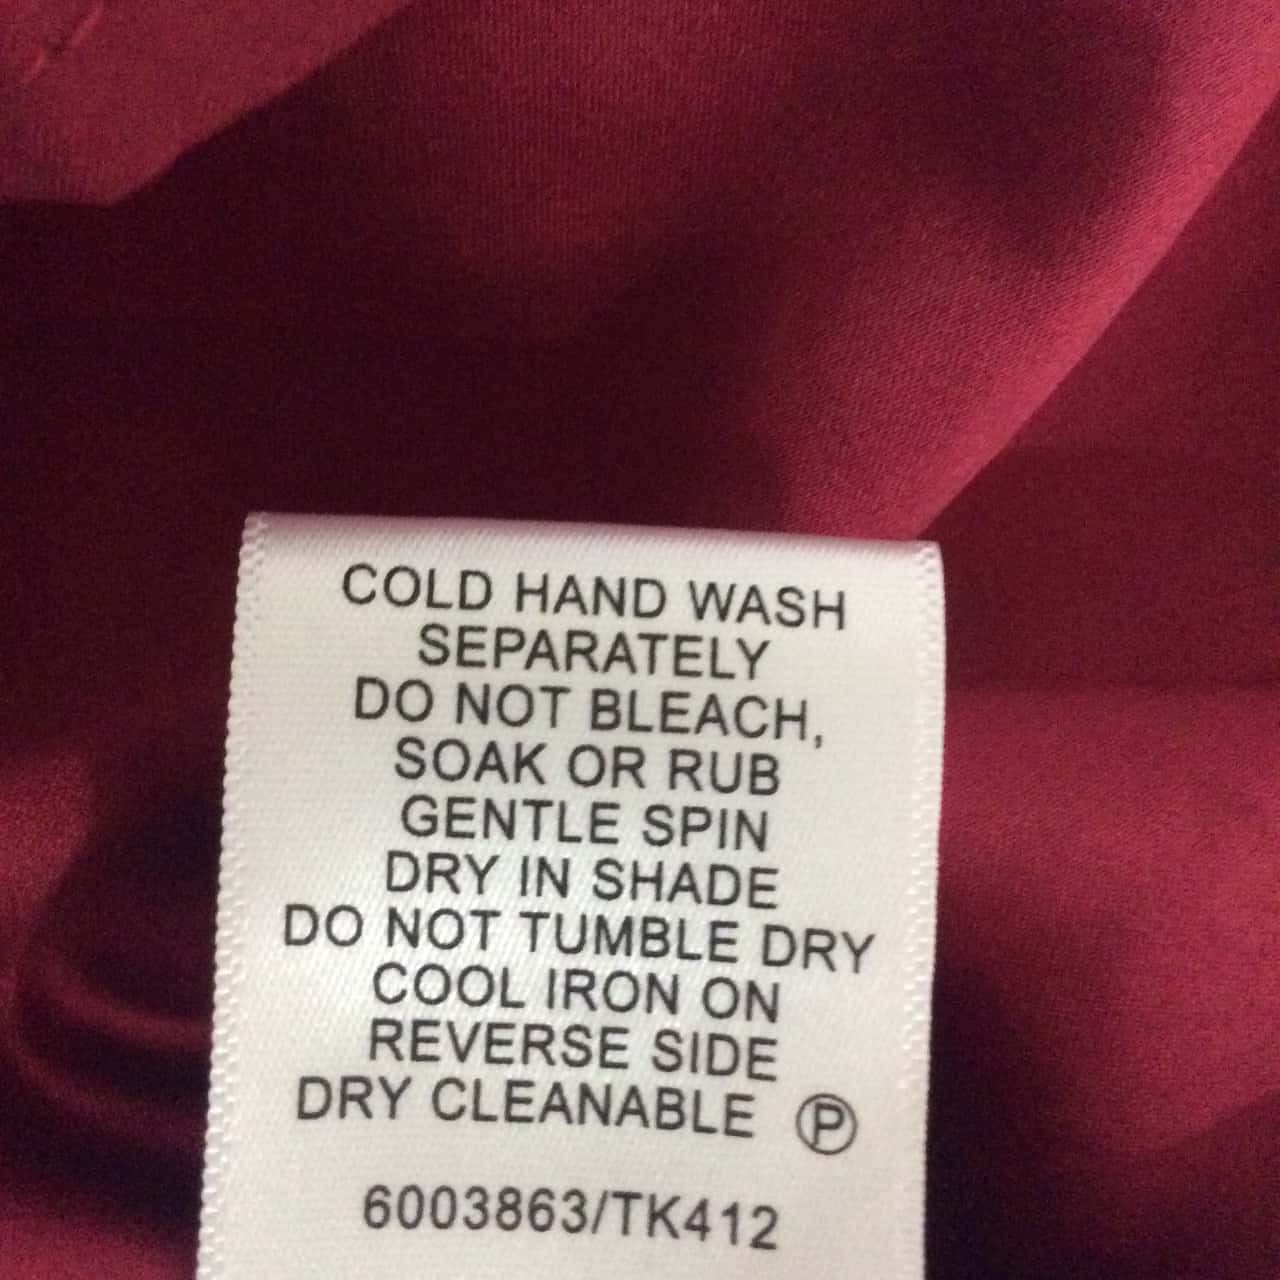 COLD HAND WASH
SEPARATELY
DO NOT BLEACH,
SOAK OR RUB
GENTLE SPIN
DRY IN SHADE
DO NOT TUMBLE DRY
COOL IRON ON
REVERSE SIDE
DRY CLEANABLE Ⓟ
6003863/TK412